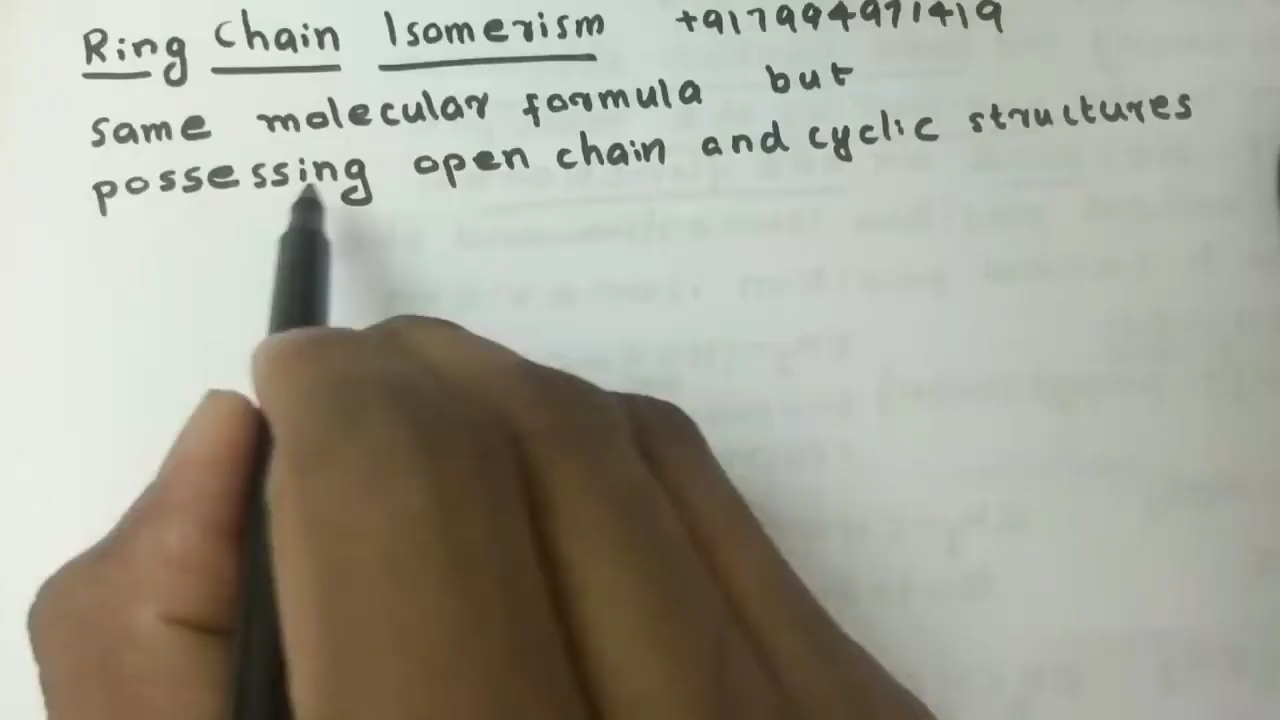 Ring Chain Isomerism +917994971419
same molecular formula but
possessing open chain and cyclic structures